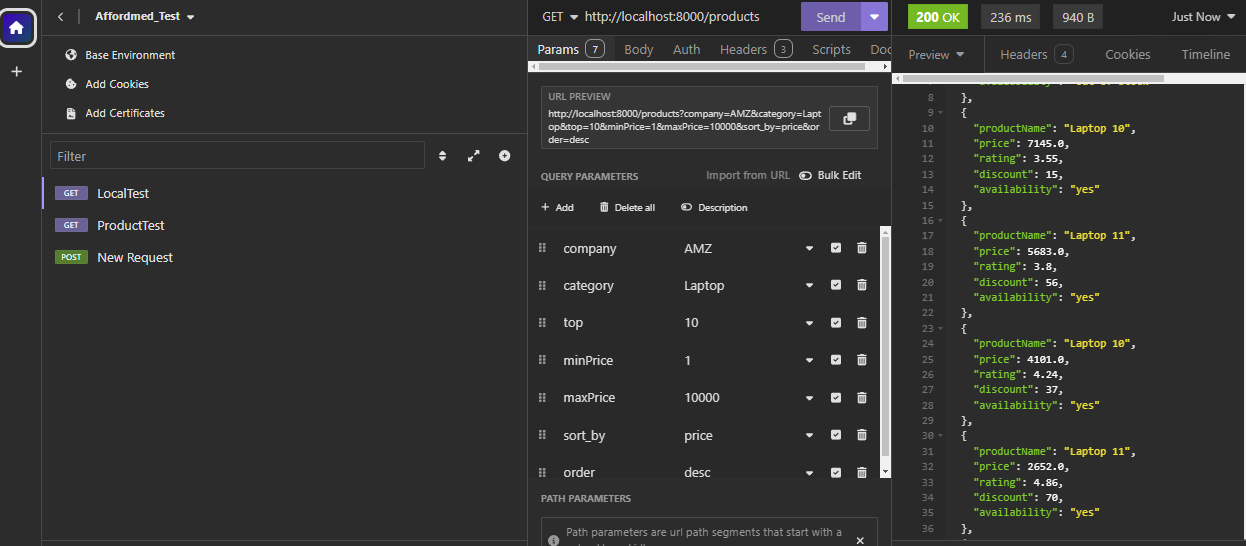 Affordmed_Test
Base Environment
Add Cookies
Add Certificates
Filter
GET LocalTest
GET ProductTest
POST New Request
GET http://localhost:8000/products Send
Params 7 Body Auth Headers 3 Scripts Doc
URL PREVIEW
http://localhost:8000/products?company=AMZ&category=Lapt
op&top=10&minPrice=1&maxPrice=10000&sort_by=price&or
der=desc
QUERY PARAMETERS Import from URL Bulk Edit
+ Add Delete all Description
company AMZ
category Laptop
top 10
minPrice 1
maxPrice 10000
sort_by price
order desc
PATH PARAMETERS
Path parameters are url path segments that start with a
200 OK 236 ms 940 B Just Now
Preview Headers 4 Cookies Timeline
8 },
9 {
10 "productName": "Laptop 10",
11 "price": 7145.0,
12 "rating": 3.55,
13 "discount": 15,
14 "availability": "yes"
15 },
16 {
17 "productName": "Laptop 11",
18 "price": 5683.0,
19 "rating": 3.8,
20 "discount": 56,
21 "availability": "yes"
22 },
23 {
24 "productName": "Laptop 10",
25 "price": 4101.0,
26 "rating": 4.24,
27 "discount": 37,
28 "availability": "yes"
29 },
30 {
31 "productName": "Laptop 11",
32 "price": 2652.0,
33 "rating": 4.86,
34 "discount": 70,
35 "availability": "yes"
36 },